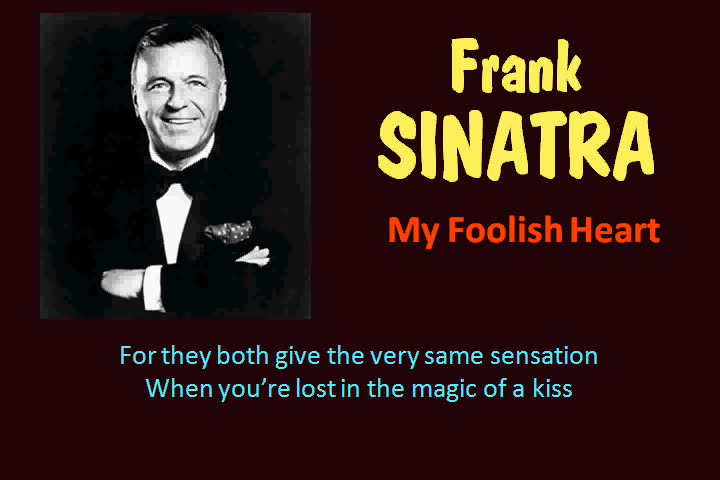 Frank
SINATRA
My Foolish Heart
For they both give the very same sensation
When you’re lost in the magic of a kiss